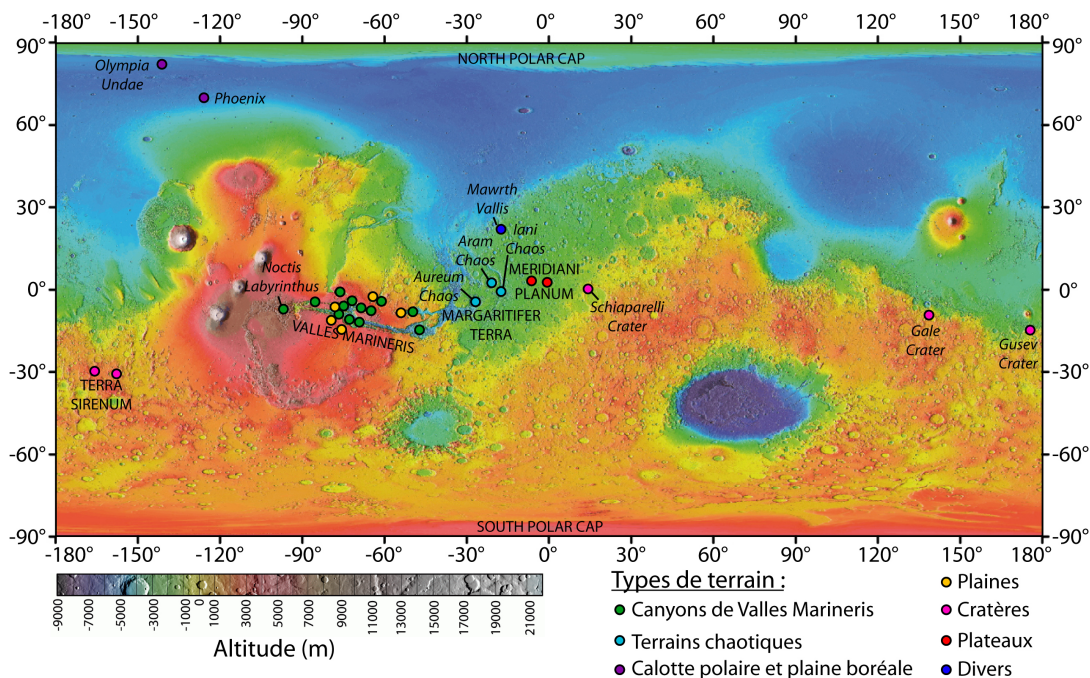 -180° -150° -120° -90° -60° -30° 0° 30° 60° 90° 120° 150° 180°
90° 90°
NORTH POLAR CAP
Olympia
Undae
Phoenix
60° 60°
Mawrth
Vallis
30° 30°
Iani
Chaos
Aram
Chaos
Noctis
Labyrinthus
MERIDIANI
PLANUM
Aureum
Chaos
0° 0°
Schiaparelli
Crater
MARGARITIFER
TERRA
VALLES MARINERIS
Gale
Crater
Gusev
Crater
-30° -30°
TERRA
SIRENUM
-60° -60°
SOUTH POLAR CAP
-90° -90°
-180° -150° -120° -90° -60° -30° 0° 30° 60° 90° 120° 150° 180°
-9000 -7000 -5000 -3000 -1000 0 1000 3000 5000 7000 9000 11000 13000 15000 17000 19000 21000
Altitude (m)
Types de terrain :
Canyons de Valles Marineris
Terrains chaotiques
Calotte polaire et plaine boréale
Plaines
Cratères
Plateaux
Divers